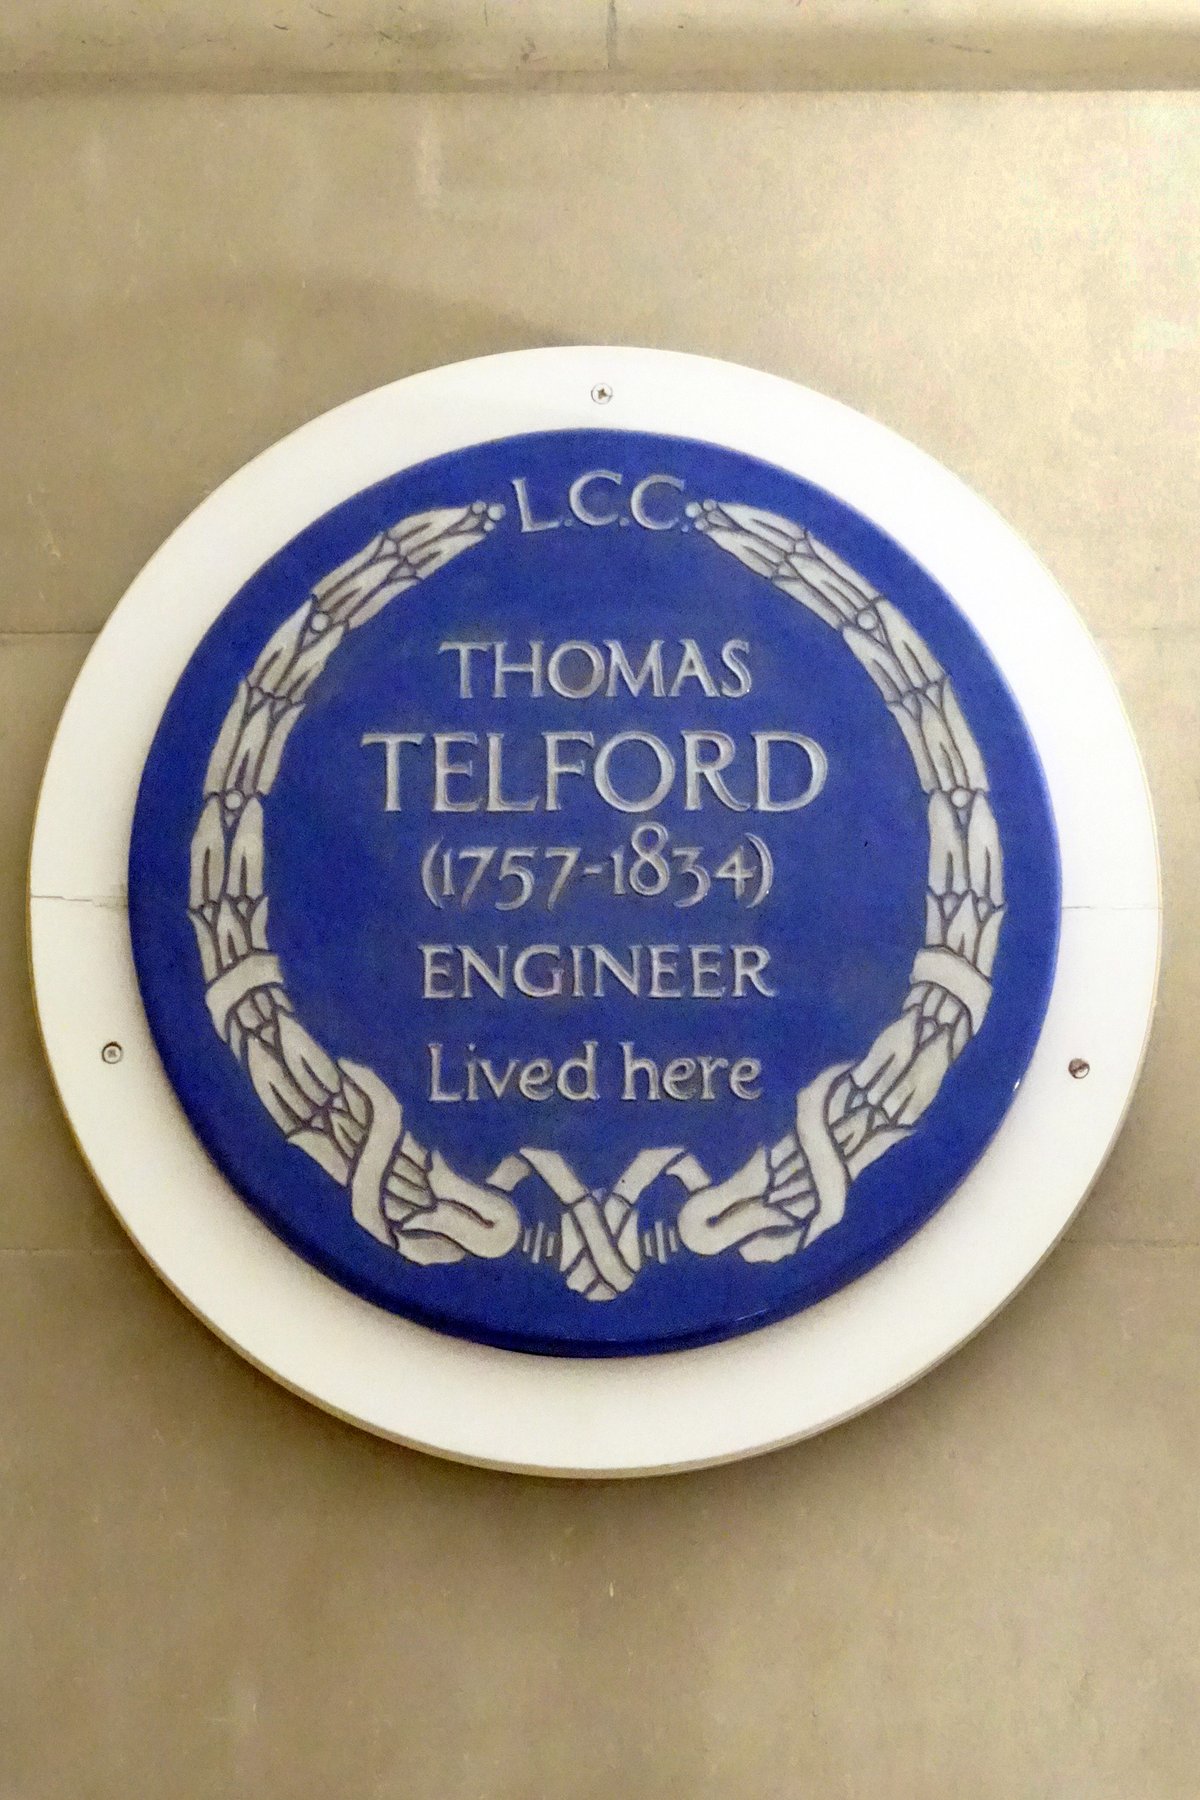 L.C.C.
THOMAS
TELFORD
(1757-1834)
ENGINEER
Lived here